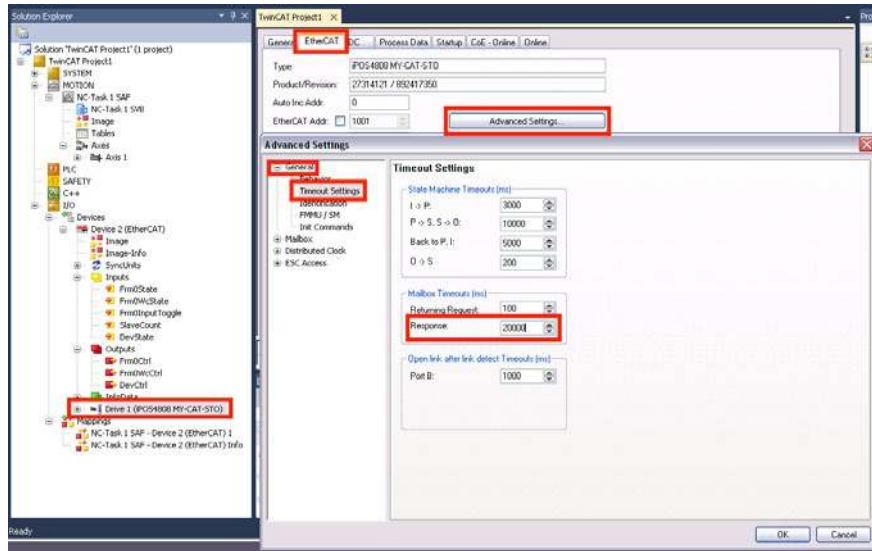 Solution Explorer
Solution 'TwinCAT Project1' (1 project)
TwinCAT Project1
SYSTEM
MOTION
NC-Task 1 SAF
NC-Task 1 SVB
Image
Tables
Axes
Axis 1
PLC
SAFETY
C++
I/O
Devices
Device 2 (EtherCAT)
Image
Image-Info
SyncUnits
Inputs
Frm0State
Frm0WcState
Frm0InputToggle
SlaveCount
DevState
Outputs
Frm0Ctrl
Frm0WcCtrl
DevCtrl
InfoData
Drive 1 (iPOS4808 MY-CAT-STO)
Mappings
NC-Task 1 SAF - Device 2 (EtherCAT) 1
NC-Task 1 SAF - Device 2 (EtherCAT) Info
Ready
TwinCAT Project1
Pro
General EtherCAT DC Process Data Startup CoE - Online Online
Type: iPOS4808 MY-CAT-STO
Product/Revision: 27314121 / 892417350
Auto Inc Addr: 0
EtherCAT Addr: 1001 Advanced Settings...
Advanced Settings
General
Behavior
Timeout Settings
Identification
FMMU / SM
Init Commands
Mailbox
Distributed Clock
ESC Access
Timeout Settings
State Machine Timeouts (ms)
I -> P: 3000
P -> S, S -> O: 10000
Back to P, I: 5000
O -> S 200
Mailbox Timeouts (ms)
Returning Request: 100
Response: 20000
Open link after link detect Timeouts (ms)
Port B: 1000
OK Cancel